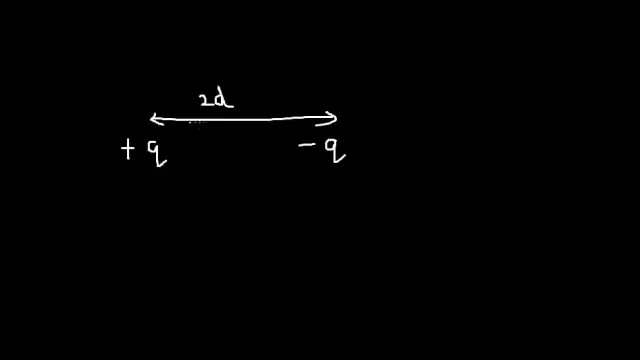 2d
+ q - q